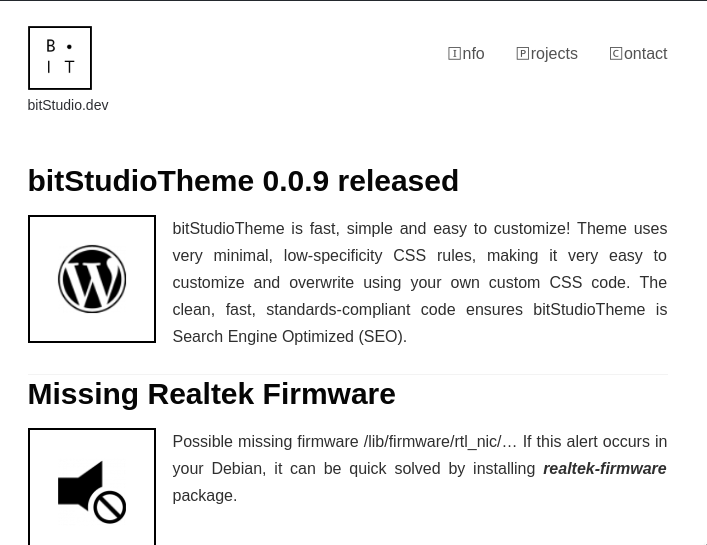 B •
I T
bitStudio.dev
🄸nfo 🄿rojects 🄲ontact
bitStudioTheme 0.0.9 released
bitStudioTheme is fast, simple and easy to customize! Theme uses
very minimal, low-specificity CSS rules, making it very easy to
customize and overwrite using your own custom CSS code. The
clean, fast, standards-compliant code ensures bitStudioTheme is
Search Engine Optimized (SEO).
Missing Realtek Firmware
Possible missing firmware /lib/firmware/rtl_nic/… If this alert occurs in
your Debian, it can be quick solved by installing realtek-firmware
package.